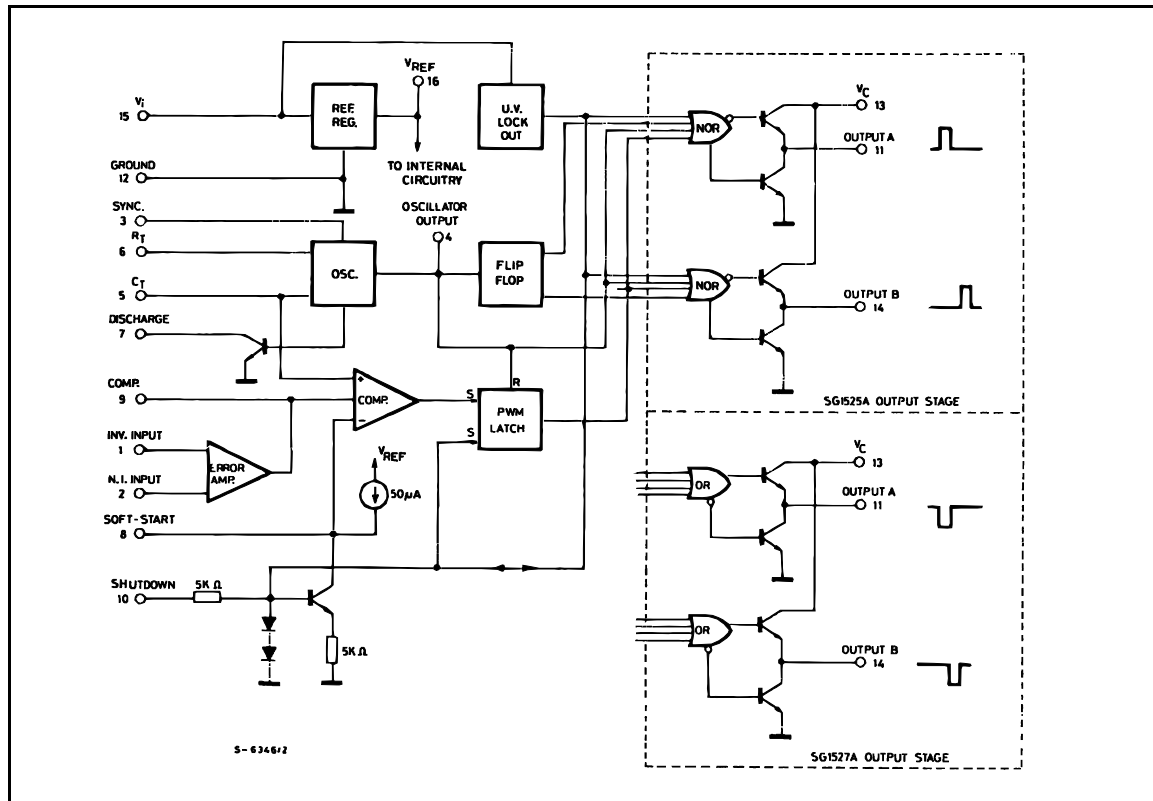 Vi
15
GROUND
12
SYNC.
3
RT
6
CT
5
DISCHARGE
7
COMP.
9
INV. INPUT
1
N.I. INPUT
2
SOFT-START
8
SHUTDOWN
10
5KΩ
5KΩ
REF.
REG.
VREF
16
TO INTERNAL
CIRCUITRY
U.V.
LOCK
OUT
OSCILLATOR
OUTPUT
4
OSC.
FLIP
FLOP
+
COMP.
−
ERROR
AMP.
VREF
50µA
R
S
S
PWM
LATCH
NOR
VC
13
OUTPUT A
11
NOR
OUTPUT B
14
SG1525A OUTPUT STAGE
OR
VC
13
OUTPUT A
11
OR
OUTPUT B
14
SG1527A OUTPUT STAGE
S-6346/2